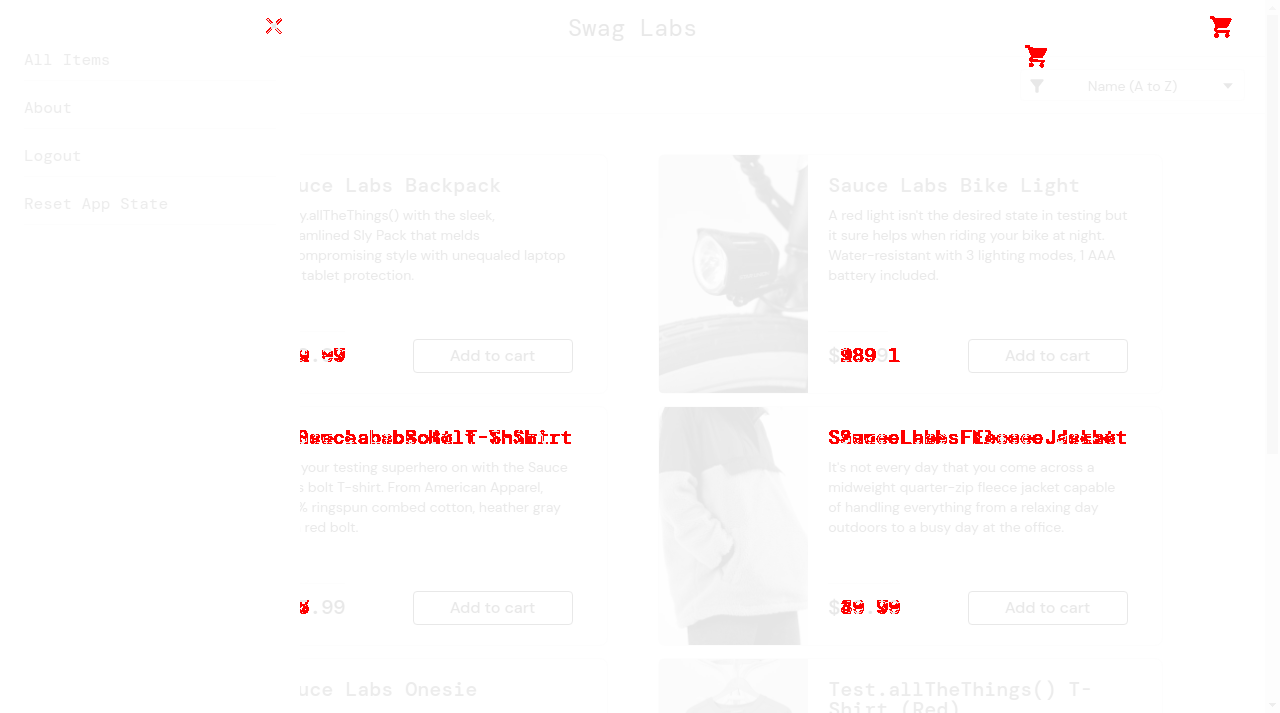 Swag Labs
All Items
Name (A to Z)
About
Logout
Reset App State
uce Labs Backpack
y.allTheThings() with the sleek,
amlined Sly Pack that melds
ompromising style with unequaled laptop
tablet protection.
Add to cart
Sauce Labs Bike Light
A red light isn't the desired state in testing but
it sure helps when riding your bike at night.
Water-resistant with 3 lighting modes, 1 AAA
battery included.
Add to cart
your testing superhero on with the Sauce
s bolt T-shirt. From American Apparel,
% ringspun combed cotton, heather gray
red bolt.
.99
Add to cart
It's not every day that you come across a
midweight quarter-zip fleece jacket capable
of handling everything from a relaxing day
outdoors to a busy day at the office.
Add to cart
uce Labs Onesie
Test.allTheThings() T-
Shirt (Red)